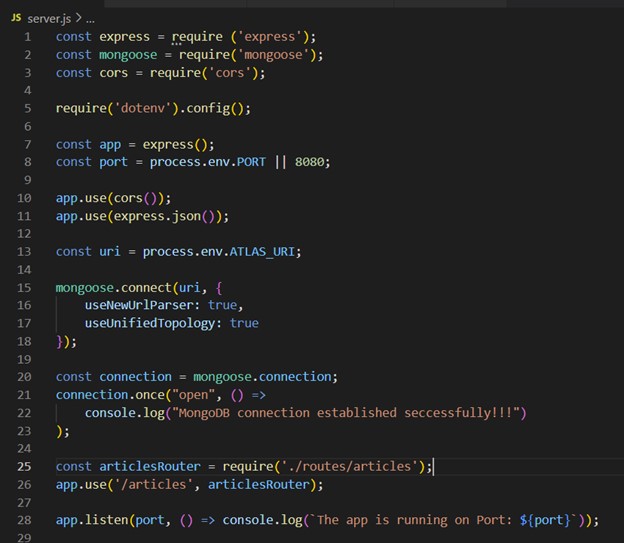 JS server.js > ...
1 const express = require ('express');
2 const mongoose = require('mongoose');
3 const cors = require('cors');
4
5 require('dotenv').config();
6
7 const app = express();
8 const port = process.env.PORT || 8080;
9
10 app.use(cors());
11 app.use(express.json());
12
13 const uri = process.env.ATLAS_URI;
14
15 mongoose.connect(uri, {
16     useNewUrlParser: true,
17     useUnifiedTopology: true
18 });
19
20 const connection = mongoose.connection;
21 connection.once("open", () =>
22     console.log("MongoDB connection established seccessfully!!!")
23 );
24
25 const articlesRouter = require('./routes/articles');
26 app.use('/articles', articlesRouter);
27
28 app.listen(port, () => console.log(`The app is running on Port: ${port}`));
29